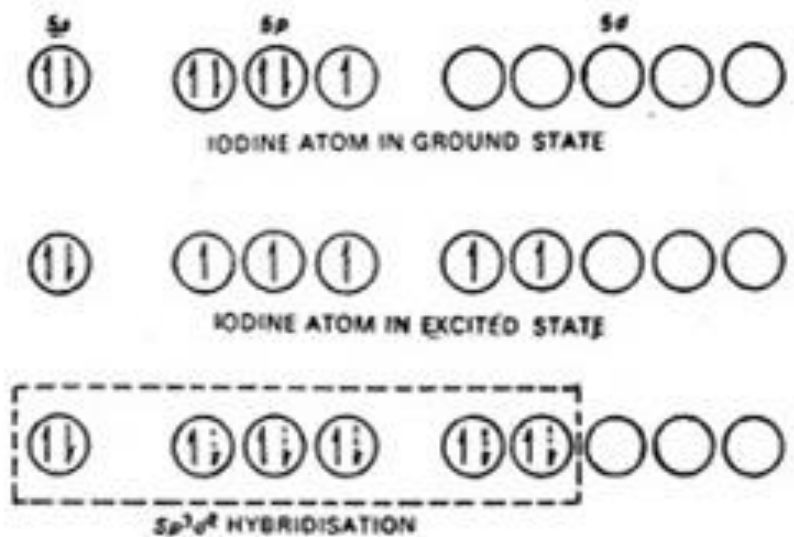 5s 5p 5d
IODINE ATOM IN GROUND STATE
IODINE ATOM IN EXCITED STATE
Sp³d² HYBRIDISATION